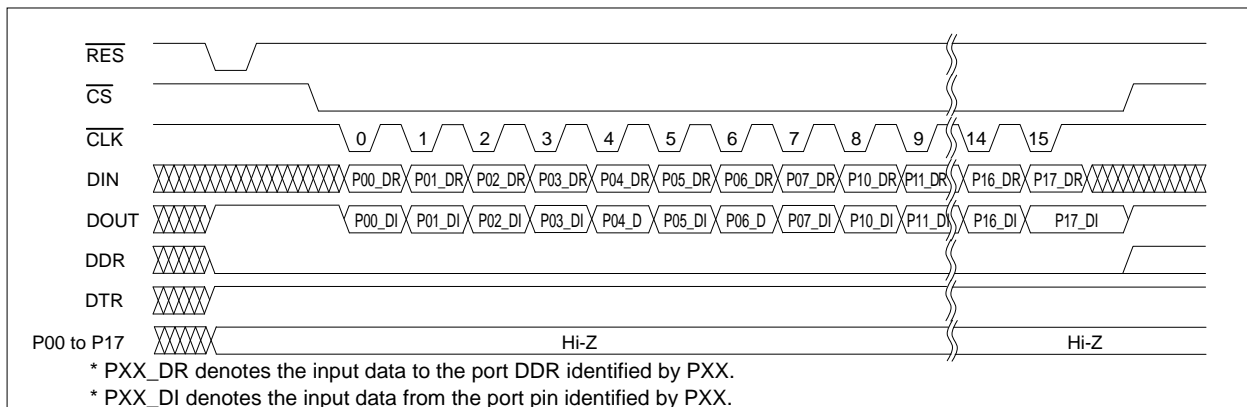 RES
CS
CLK 0 1 2 3 4 5 6 7 8 9 14 15
DIN P00_DR P01_DR P02_DR P03_DR P04_DR P05_DR P06_DR P07_DR P10_DR P11_DR P16_DR P17_DR
DOUT P00_DI P01_DI P02_DI P03_DI P04_D P05_DI P06_D P07_DI P10_DI P11_DI P16_DI P17_DI
DDR
DTR
P00 to P17 Hi-Z Hi-Z
* PXX_DR denotes the input data to the port DDR identified by PXX.
* PXX_DI denotes the input data from the port pin identified by PXX.